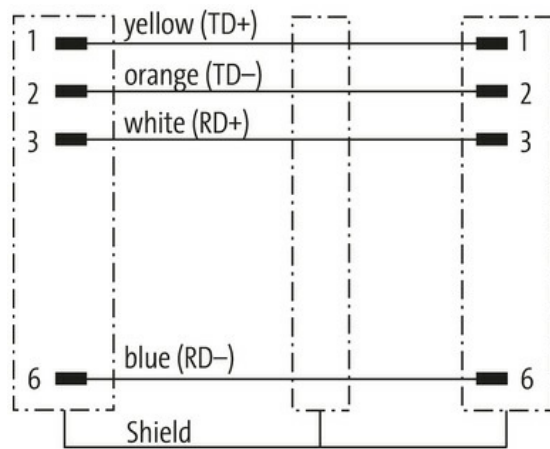 1 yellow (TD+) 1
2 orange (TD–) 2
3 white (RD+) 3
6 blue (RD–) 6
Shield